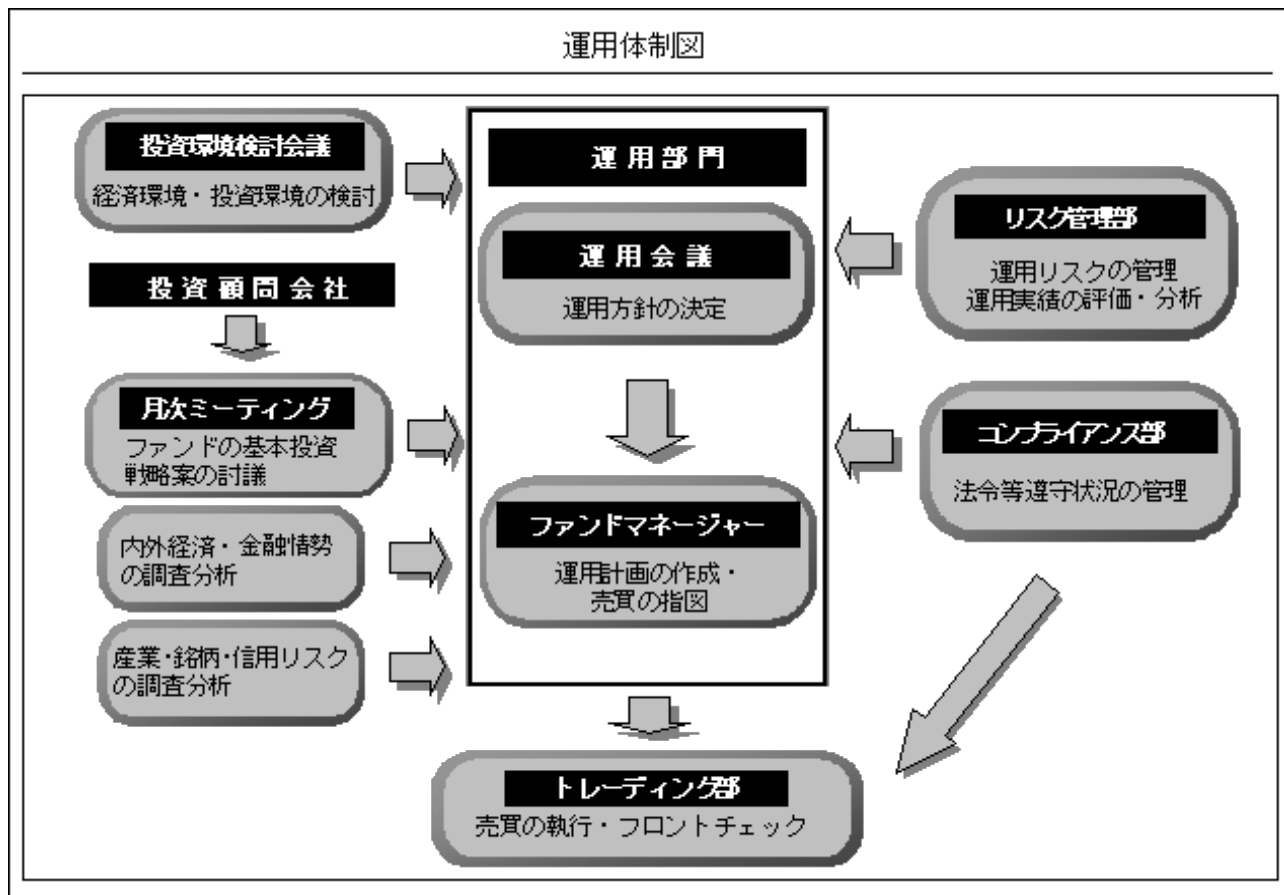 運用体制図
投資環境検討会議
経済環境・投資環境の検討
投資顧問会社
月次ミーティング
ファンドの基本投資
戦略案の討議
内外経済・金融情勢
の調査分析
産業・銘柄・信用リスク
の調査分析
運用部門
運用会議
運用方針の決定
ファンドマネージャー
運用計画の作成・
売買の指図
リスク管理部
運用リスクの管理
運用実績の評価・分析
コンプライアンス部
法令等遵守状況の管理
トレーディング部
売買の執行・フロントチェック